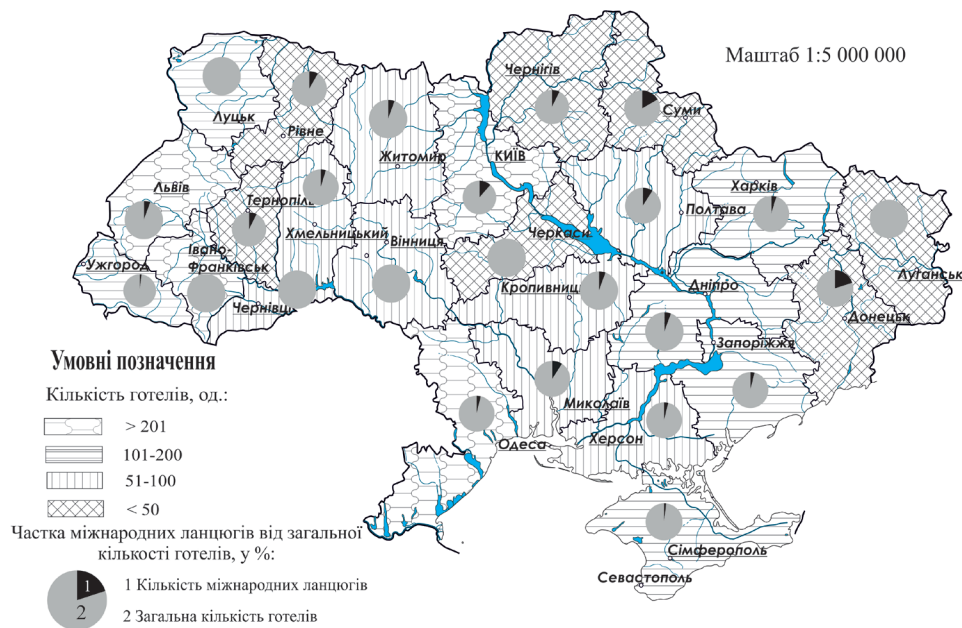 Маштаб 1:5 000 000
Чернігів
Луцьк
Рівне
Суми
Житомир
КИЇВ
Львів
Харків
Тернопіль
Полтава
Хмельницький
Вінниця
Черкаси
Івано-
Франківськ
Ужгород
Луганськ
Кропивниц
Дніпро
Чернівці
Донецьк
Запоріжжя
Умовні позначення
Кількість готелів, од.:
> 201
101-200
51-100
< 50
Миколаїв
Одеса
Херсон
Сімферополь
Севастополь
Частка міжнародних ланцюгів від загальної
кількості готелів, у %:
1
2
1 Кількість міжнародних ланцюгів
2 Загальна кількість готелів